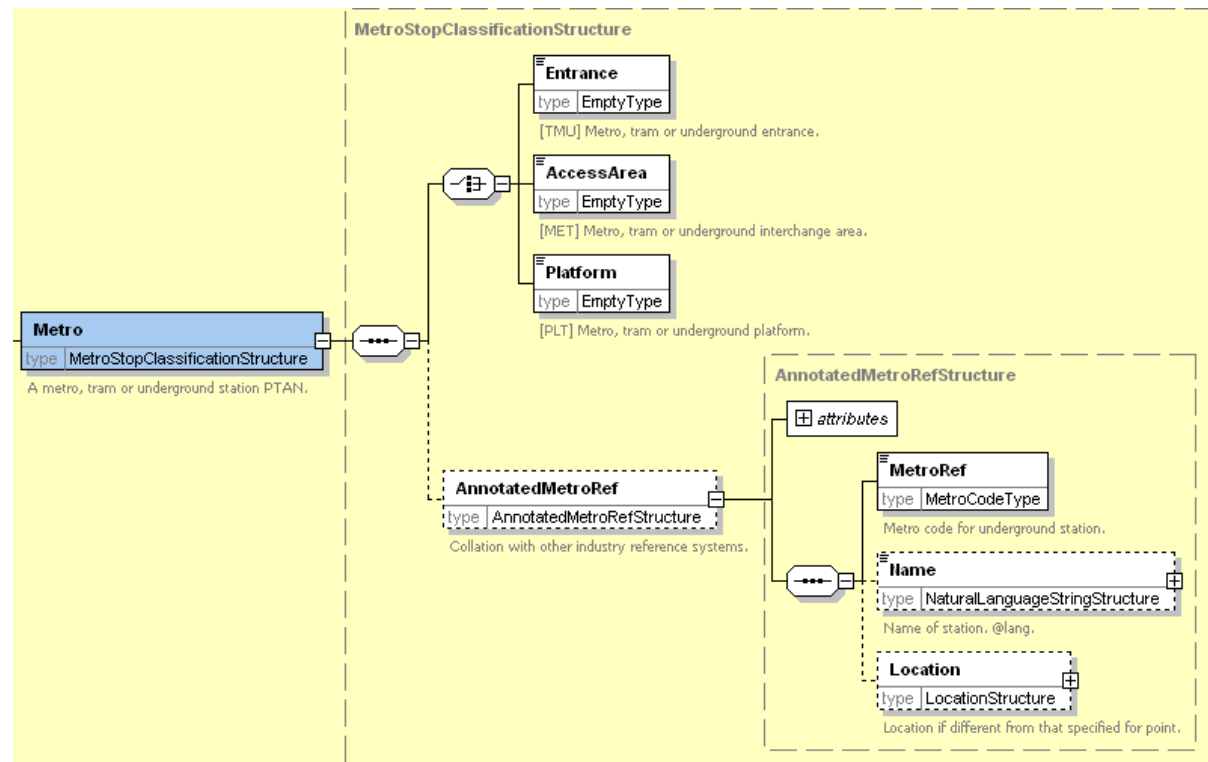 MetroStopClassificationStructure
Entrance
type EmptyType
[TMU] Metro, tram or underground entrance.
AccessArea
type EmptyType
[MET] Metro, tram or underground interchange area.
Platform
type EmptyType
[PLT] Metro, tram or underground platform.
Metro
type MetroStopClassificationStructure
A metro, tram or underground station PTAN.
AnnotatedMetroRef
type AnnotatedMetroRefStructure
Collation with other industry reference systems.
AnnotatedMetroRefStructure
attributes
MetroRef
type MetroCodeType
Metro code for underground station.
Name
type NaturalLanguageStringStructure
Name of station. @lang.
Location
type LocationStructure
Location if different from that specified for point.